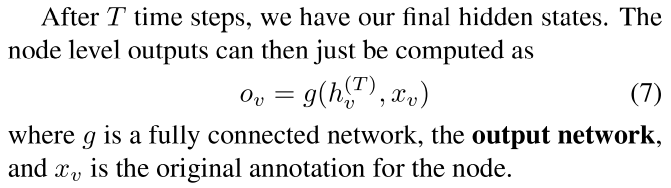 After T time steps, we have our final hidden states. The
node level outputs can then just be computed as
o_v = g(h_v^{(T)}, x_v) (7)
where g is a fully connected network, the output network,
and x_v is the original annotation for the node.